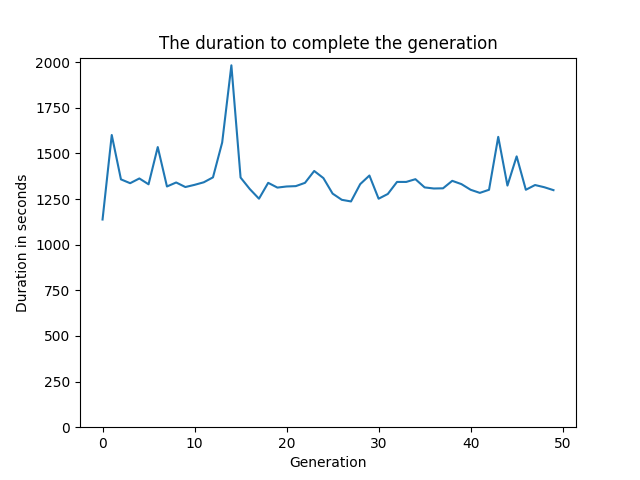 The duration to complete the generation
2000
1750
1500
1250
1000
750
500
250
0
Duration in seconds
0 10 20 30 40 50
Generation